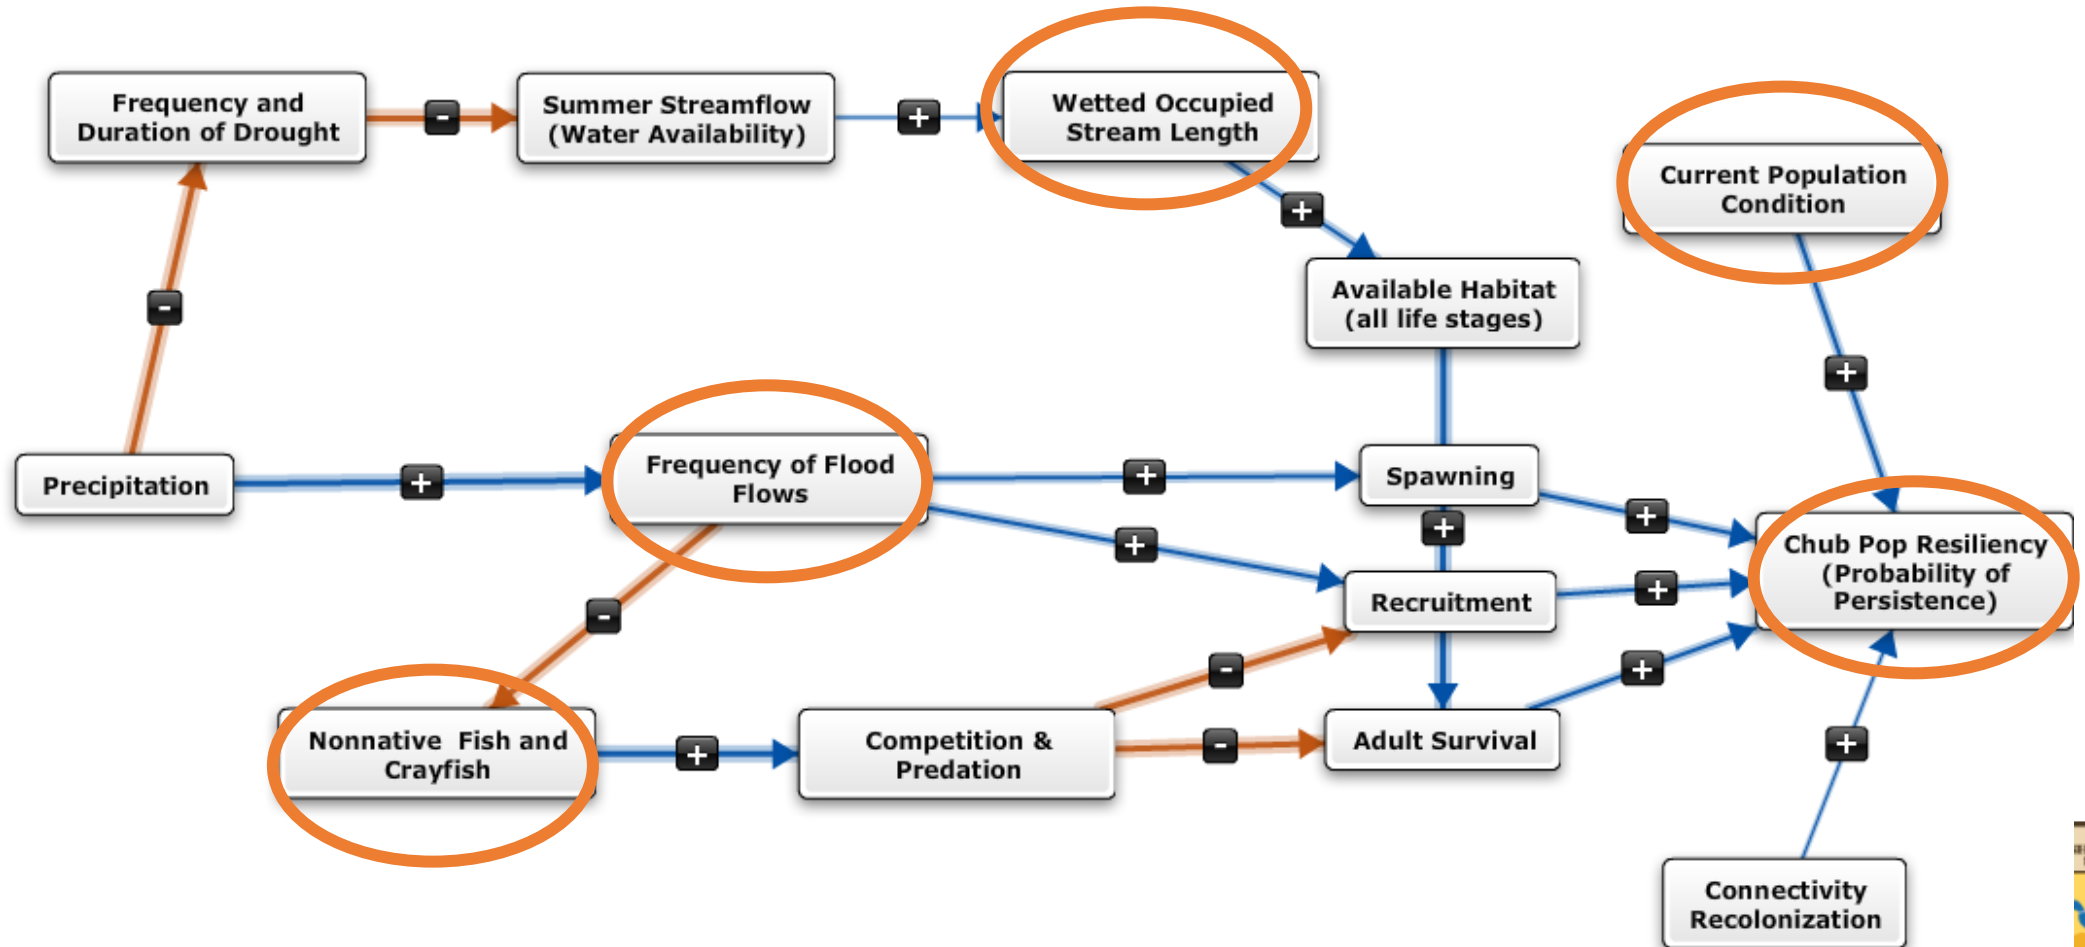 Frequency and
Duration of Drought
-
Summer Streamflow
(Water Availability)
+
Wetted Occupied
Stream Length
+
Current Population
Condition
Available Habitat
(all life stages)
-
+
Precipitation
+
Frequency of Flood
Flows
+
Spawning
+
+
+
Chub Pop Resiliency
(Probability of
Persistence)
+
Recruitment
+
-
-
+
Nonnative Fish and
Crayfish
+
Competition &
Predation
-
Adult Survival
+
Connectivity
Recolonization